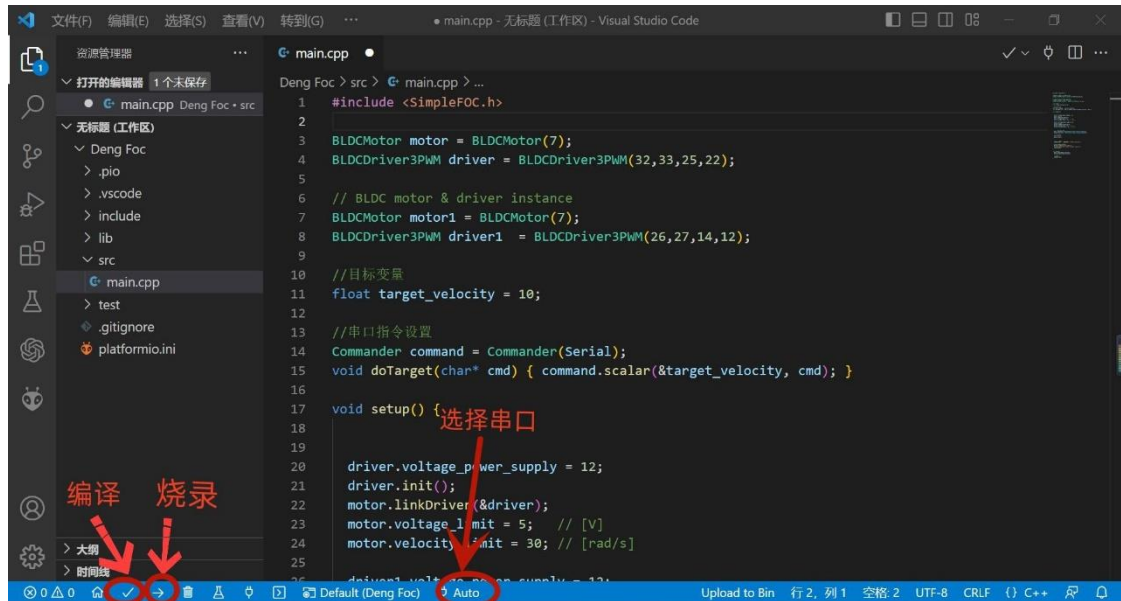 文件(F) 编辑(E) 选择(S) 查看(V) 转到(G) ··· ● main.cpp - 无标题 (工作区) - Visual Studio Code
资源管理器 ···
main.cpp ●
打开的编辑器 1 个未保存
● main.cpp Deng Foc • src
无标题 (工作区)
Deng Foc
.pio
.vscode
include
lib
src
main.cpp
test
.gitignore
platformio.ini
大纲
时间线
1
Deng Foc > src > main.cpp > ...
1 #include <SimpleFOC.h>
2
3 BLDCMotor motor = BLDCMotor(7);
4 BLDCDriver3PWM driver = BLDCDriver3PWM(32,33,25,22);
5
6 // BLDC motor & driver instance
7 BLDCMotor motor1 = BLDCMotor(7);
8 BLDCDriver3PWM driver1  = BLDCDriver3PWM(26,27,14,12);
9
10 //目标变量
11 float target_velocity = 10;
12
13 //串口指令设置
14 Commander command = Commander(Serial);
15 void doTarget(char* cmd) { command.scalar(&target_velocity, cmd); }
16
17 void setup() {
18
19
20 driver.voltage_power_supply = 12;
21 driver.init();
22 motor.linkDriver(&driver);
23 motor.voltage_limit = 5;   // [V]
24 motor.velocity_limit = 30; // [rad/s]
25
26 driver1.voltage_power_supply = 12;
选择串口
编译
烧录
0 0 Default (Deng Foc) Auto Upload to Bin 行 2，列 1 空格: 2 UTF-8 CRLF {} C++